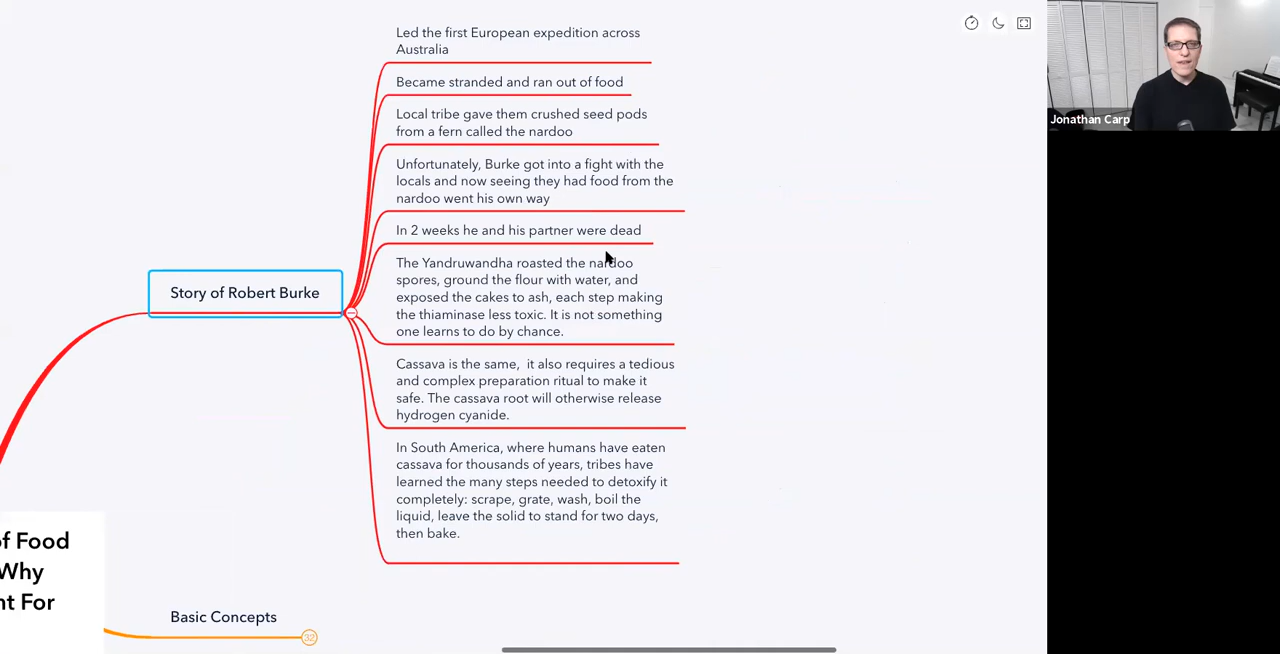 Led the first European expedition across
Australia
Became stranded and ran out of food
Local tribe gave them crushed seed pods
from a fern called the nardoo
Unfortunately, Burke got into a fight with the
locals and now seeing they had food from the
nardoo went his own way
In 2 weeks he and his partner were dead
The Yandruwandha roasted the nardoo
spores, ground the flour with water, and
exposed the cakes to ash, each step making
the thiaminase less toxic. It is not something
one learns to do by chance.
Cassava is the same,  it also requires a tedious
and complex preparation ritual to make it
safe. The cassava root will otherwise release
hydrogen cyanide.
In South America, where humans have eaten
cassava for thousands of years, tribes have
learned the many steps needed to detoxify it
completely: scrape, grate, wash, boil the
liquid, leave the solid to stand for two days,
then bake.
Story of Robert Burke
of Food
Why
nt For
Basic Concepts
32
Jonathan Carp